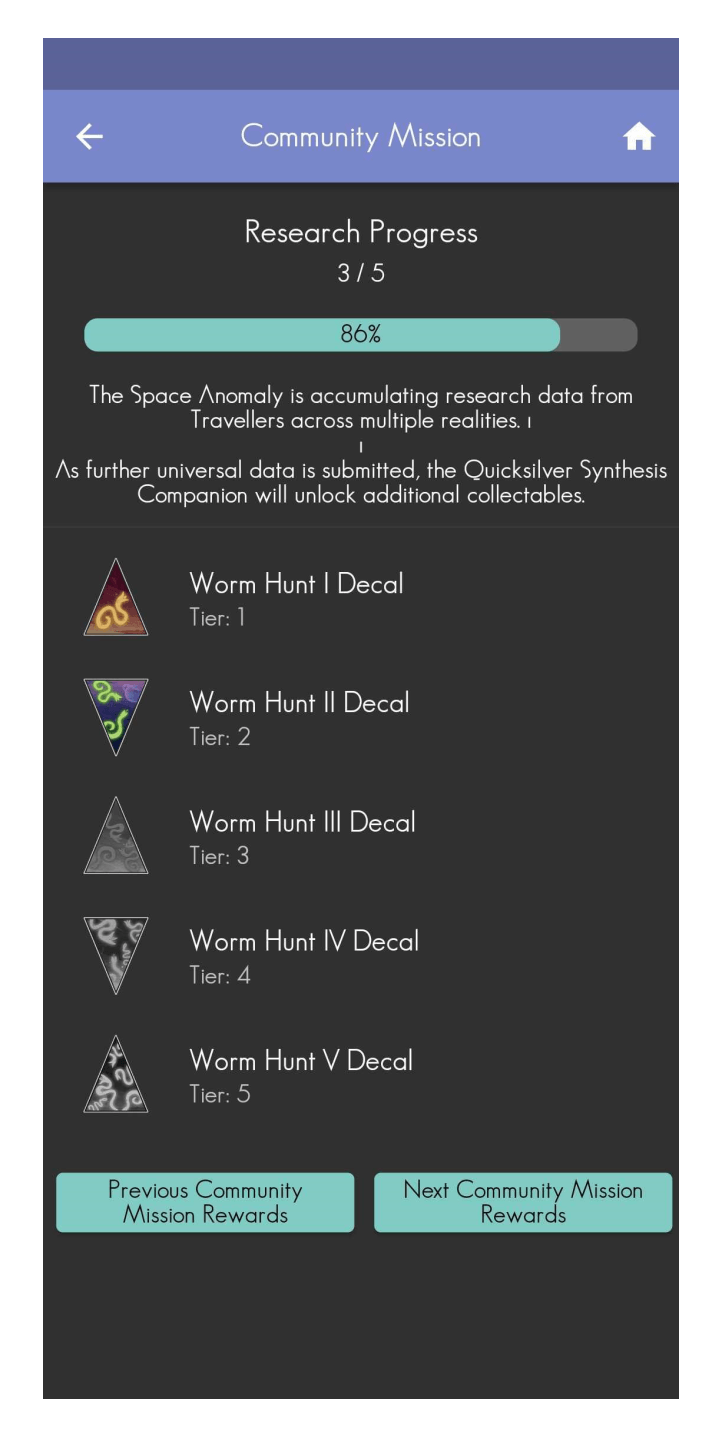 Community Mission
Research Progress
3 / 5
86%
The Space Anomaly is accumulating research data from
Travellers across multiple realities. ı
ı
As further universal data is submitted, the Quicksilver Synthesis
Companion will unlock additional collectables.
Worm Hunt I Decal
Tier: 1
Worm Hunt II Decal
Tier: 2
Worm Hunt III Decal
Tier: 3
Worm Hunt IV Decal
Tier: 4
Worm Hunt V Decal
Tier: 5
Previous Community
Mission Rewards
Next Community Mission
Rewards